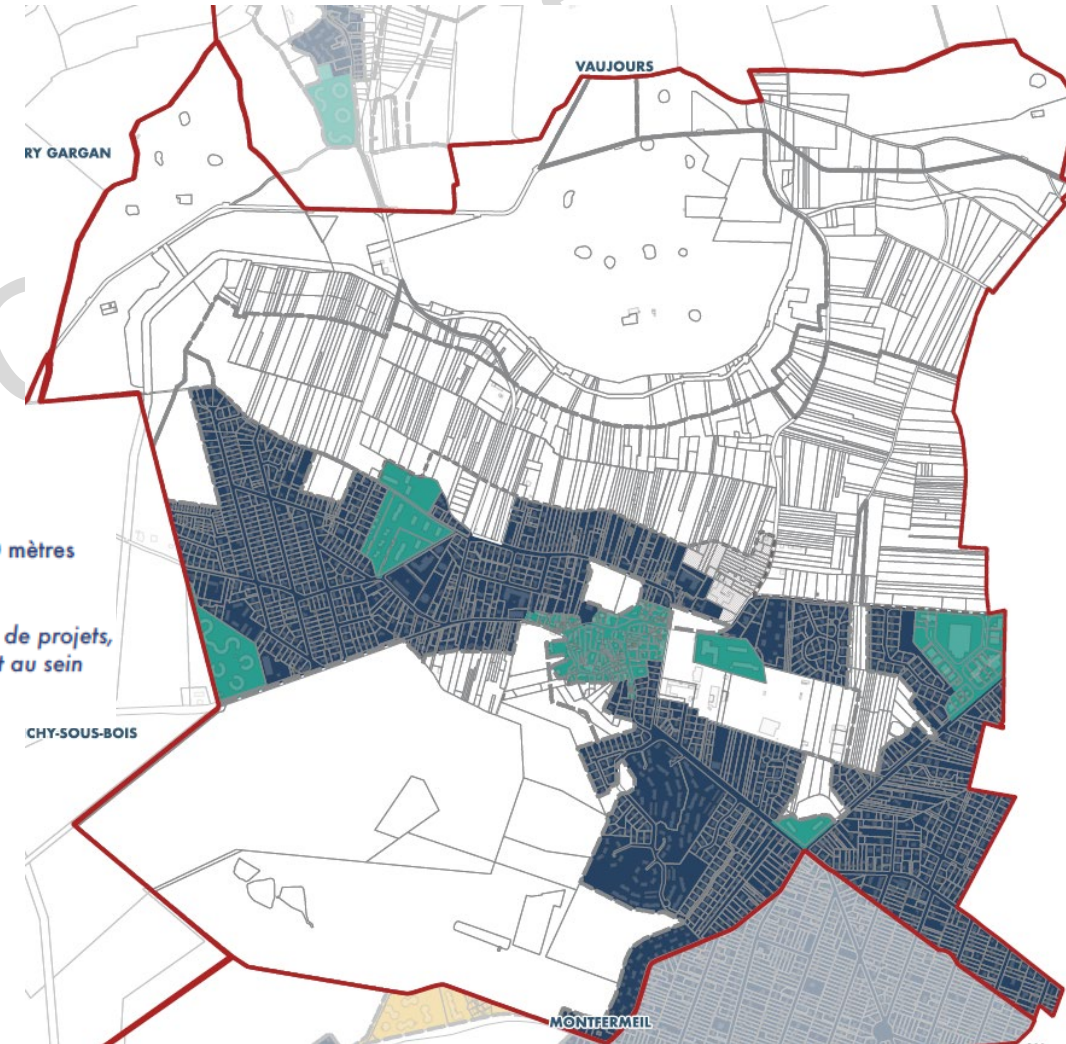 VAUJOURS
RY GARGAN
mètres
de projets,
t au sein
CHY-SOUS-BOIS
MONTFERMEIL